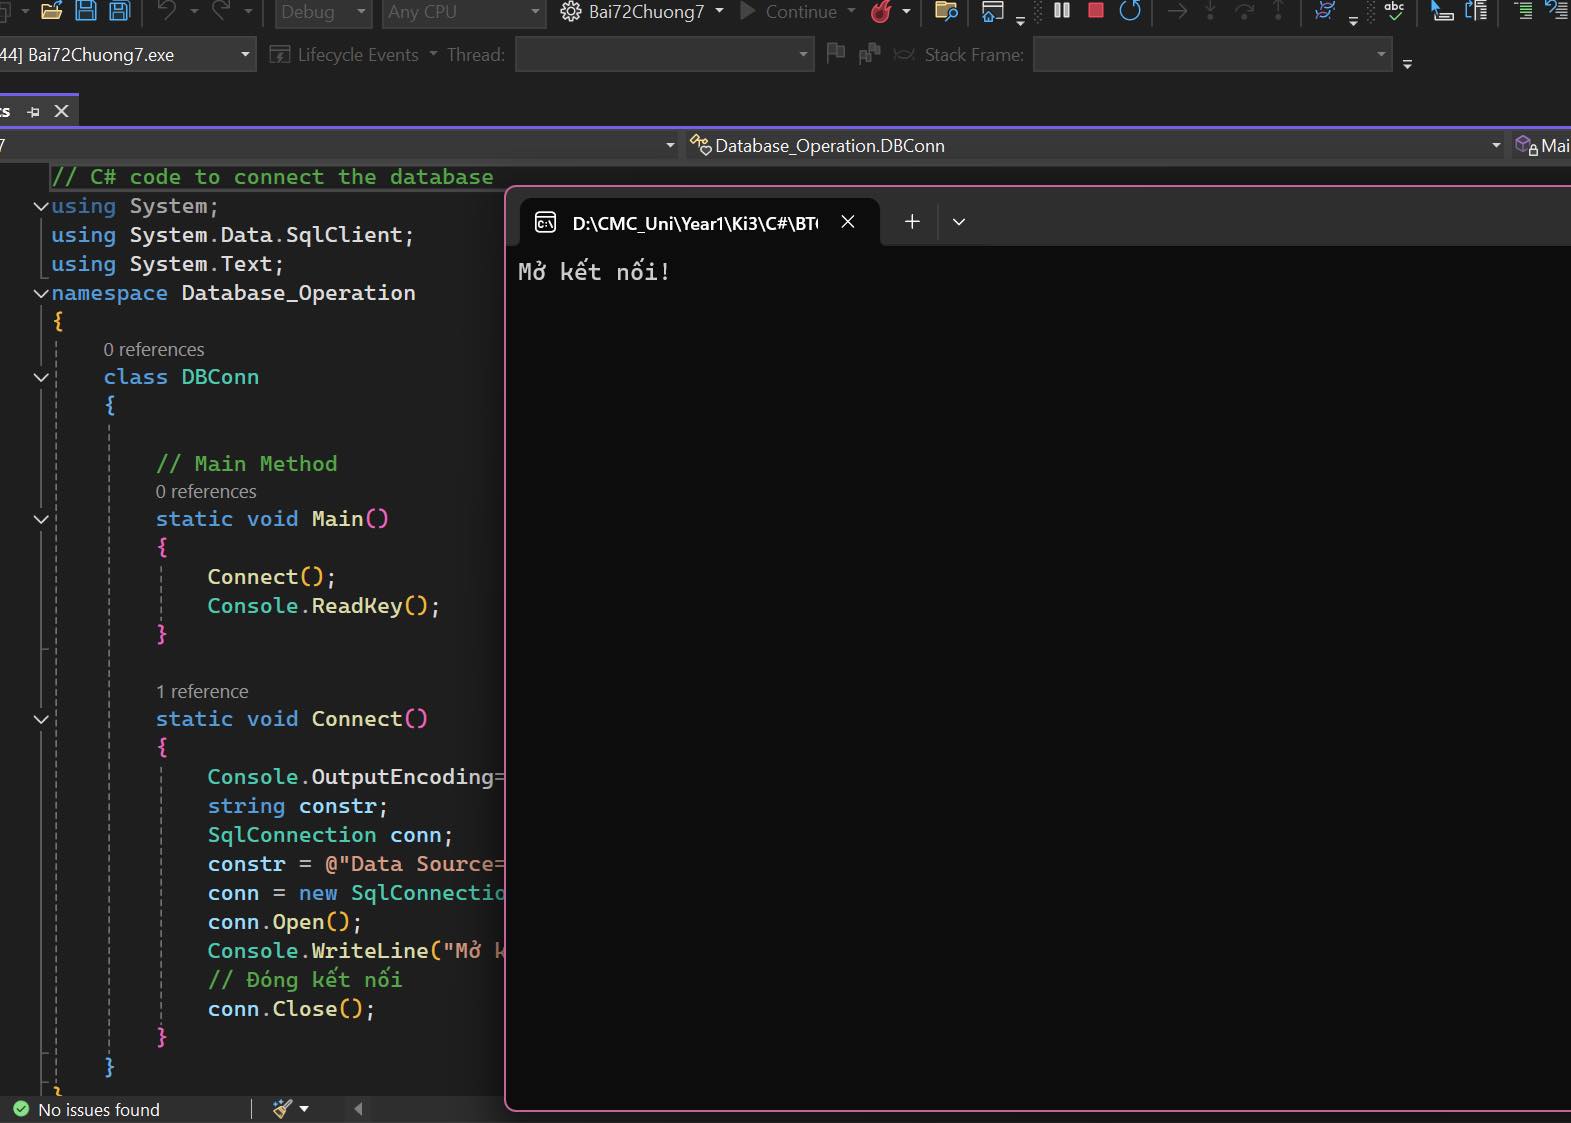 Debug
Any CPU
Bai72Chuong7
Continue
abc
44] Bai72Chuong7.exe
Lifecycle Events
Thread:
Stack Frame:
cs
7
Database_Operation.DBConn
Mai
// C# code to connect the database
using System;
using System.Data.SqlClient;
using System.Text;
namespace Database_Operation
{
0 references
class DBConn
{
// Main Method
0 references
static void Main()
{
Connect();
Console.ReadKey();
}
1 reference
static void Connect()
{
Console.OutputEncoding=
string constr;
SqlConnection conn;
constr = @"Data Source=
conn = new SqlConnectio
conn.Open();
Console.WriteLine("Mở k
// Đóng kết nối
conn.Close();
}
}
}
No issues found
D:\CMC_Uni\Year1\Ki3\C#\BT
Mở kết nối!